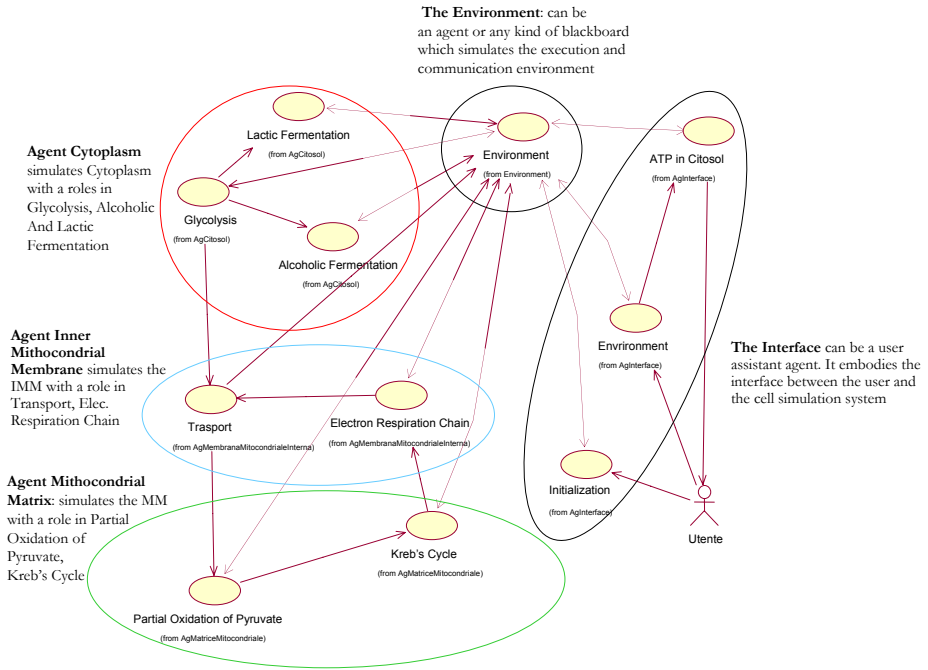 The Environment: can be
an agent or any kind of blackboard
which simulates the execution and
communication environment
Lactic Fermentation
(from AgCitosol)
Environment
(from Environment)
ATP in Citosol
(from AgInterface)
Agent Cytoplasm
simulates Cytoplasm
with a roles in
Glycolysis, Alcoholic
And Lactic
Fermentation
Glycolysis
(from AgCitosol)
Alcoholic Fermentation
(from AgCitosol)
Agent Inner
Mithocondrial
Membrane simulates the
IMM with a role in
Transport, Elec.
Respiration Chain
Envrironment
(from AgInterface)
The Interface can be a user
assistant agent. It embodies the
interface between the user and
the cell simulation system
Trasport
(from AgMembranaMitocondrialeInterna)
Electron Respiration Chain
(from AgMembranaMitocondrialeInterna)
Agent Mithocondrial
Matrix: simulates the MM
with a role in Partial
Oxidation of
Pyruvate,
Kreb's Cycle
Initialization
(from AgInterface)
Utente
Kreb's Cycle
(from AgMatriceMitocondriale)
Partial Oxidation of Pyruvate
(from AgMatriceMitocondriale)